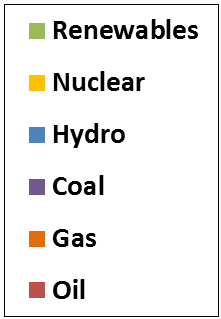 Renewables
Nuclear
Hydro
Coal
Gas
Oil